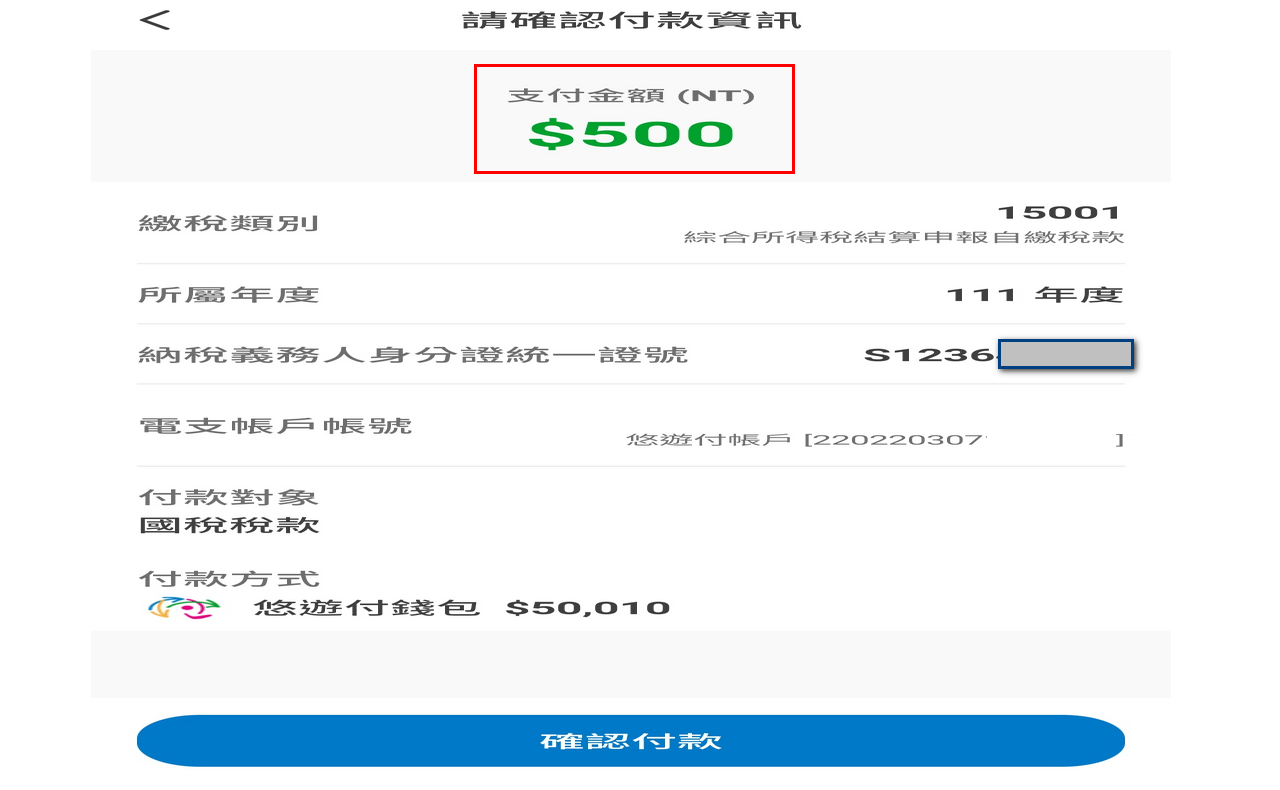 <
請確認付款資訊
支付金額 (NT)
$500
繳稅類別
15001
綜合所得稅結算申報自繳稅款
所屬年度
111 年度
納稅義務人身分證統一證號
S1236
電支帳戶帳號
悠遊付帳戶 [220220307 ]
付款對象
國稅稅款
付款方式
悠遊付錢包 $50,010
確認付款